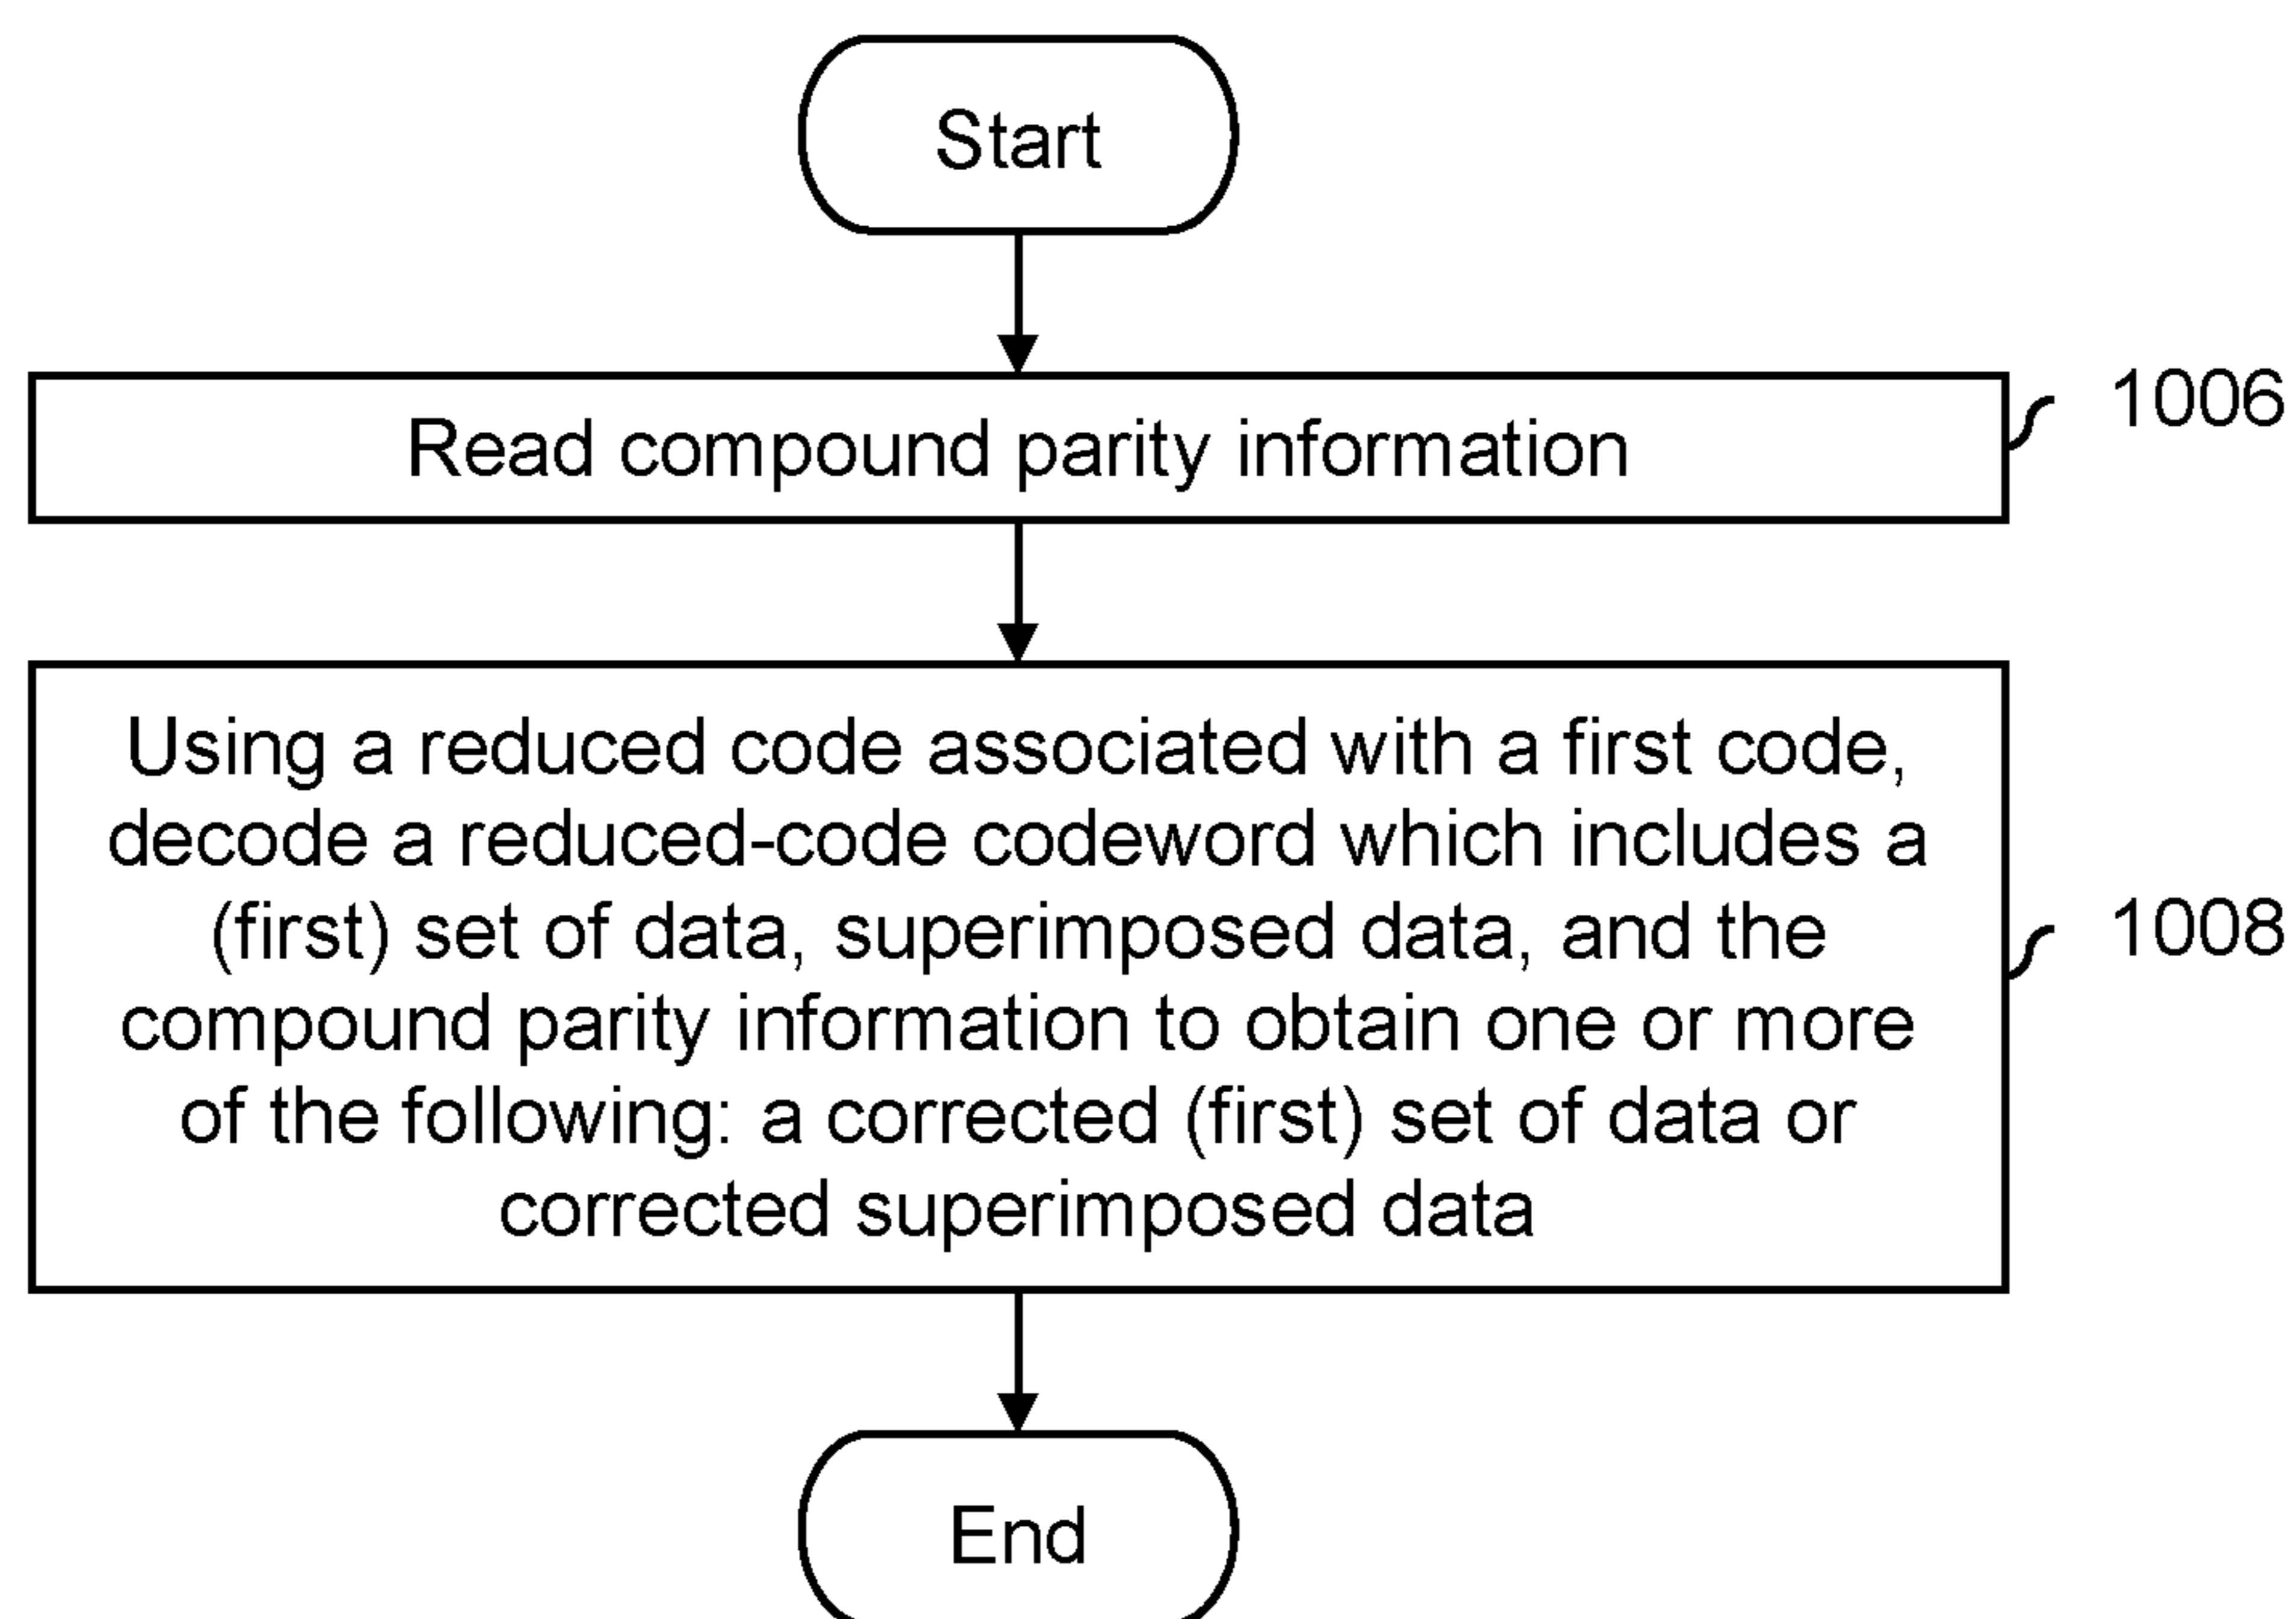 Start
Read compound parity information
1006
Using a reduced code associated with a first code,
decode a reduced-code codeword which includes a
(first) set of data, superimposed data, and the
compound parity information to obtain one or more
of the following: a corrected (first) set of data or
corrected superimposed data
1008
End